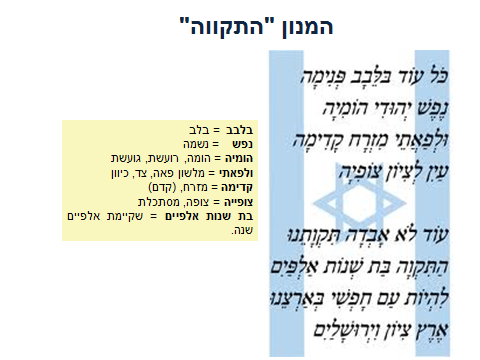 המנון "התקווה"
כֹּל עוֹד בַּלֵּבָב פְּנִימָה
נֶפֶשׁ יְהוּדִי הוֹמִיָּה
וּלְפַאֲתֵי מִזְרָח קָדִימָה
עַיִן לְצִיּוֹן צוֹפִיָּה
עוֹד לֹא אָבְדָה תִּקְוָתֵנוּ
הַתִּקְוָה בַּת שְׁנוֹת אַלְפַּיִם
לִהְיוֹת עַם חָפְשִׁי בְּאַרְצֵנוּ
אֶרֶץ צִיּוֹן וִירוּשָׁלַיִם
בלבב = בלב
נפש = נשמה
הומיה = הומה, רועשת, גועשת
ולפאתי = מלשון פאה, צד, כיוון
קדימה = מזרח, (קדם)
צופייה = צופה, מסתכלת
בת שנות אלפיים = שקיימת אלפיים
שנה.